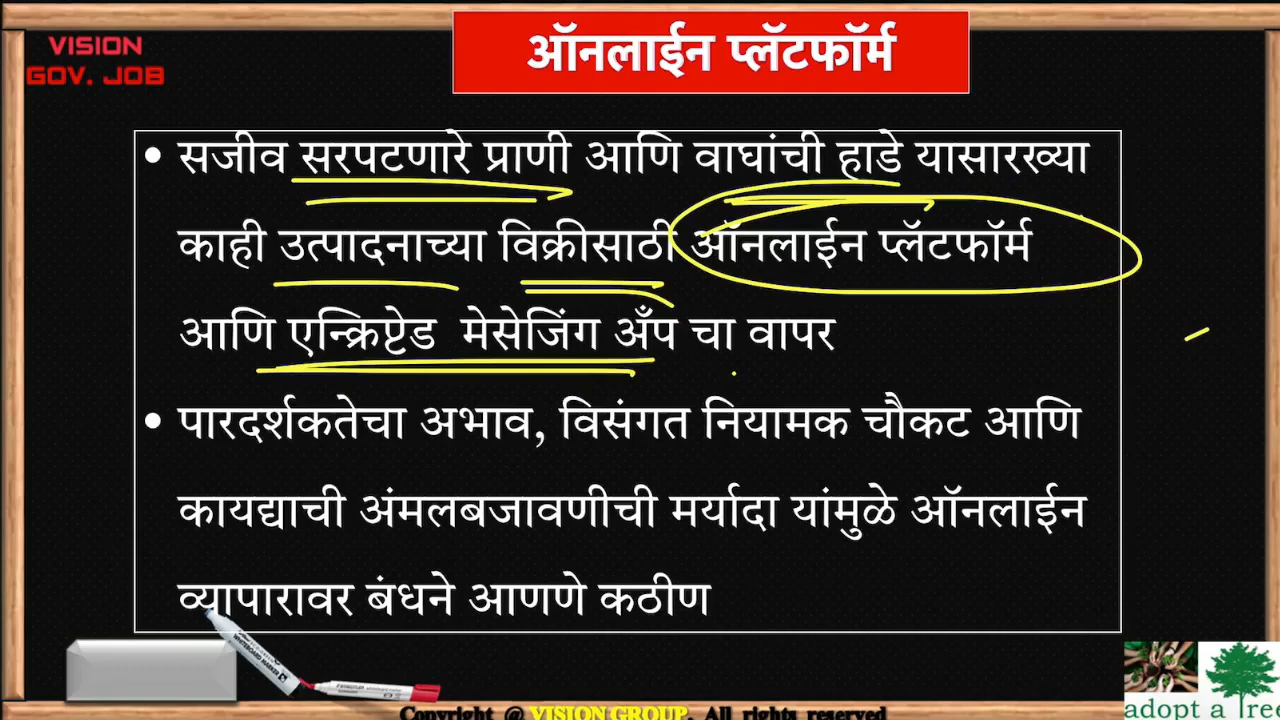 VISION
GOV. JOB
ऑनलाईन प्लॅटफॉर्म
• सजीव सरपटणारे प्राणी आणि वाघांची हाडे यासारख्या
काही उत्पादनाच्या विक्रीसाठी ऑनलाईन प्लॅटफॉर्म
आणि एन्क्रिप्टेड मेसेजिंग अँप चा वापर
• पारदर्शकतेचा अभाव, विसंगत नियामक चौकट आणि
कायद्याची अंमलबजावणीची मर्यादा यांमुळे ऑनलाईन
व्यापारावर बंधने आणणे कठीण
adopt a Tree
Copyright @ VISION GROUP. All rights reserved